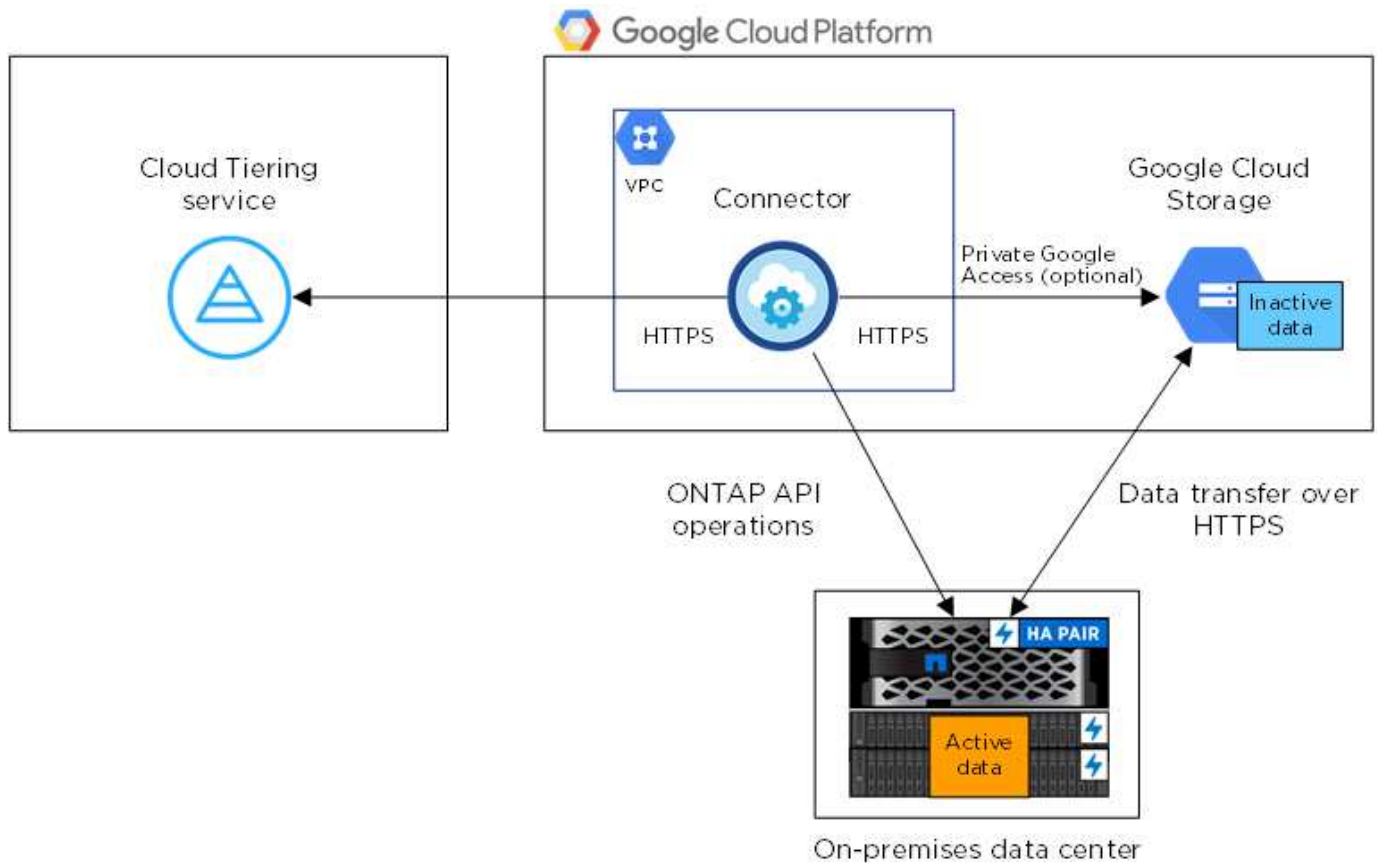 Google Cloud Platform
Cloud Tiering
service
VPC
Connector
Google Cloud
Storage
Private Google
Access (optional)
HTTPS
HTTPS
Inactive
data
ONTAP API
operations
Data transfer over
HTTPS
HA PAIR
Active
data
On-premises data center